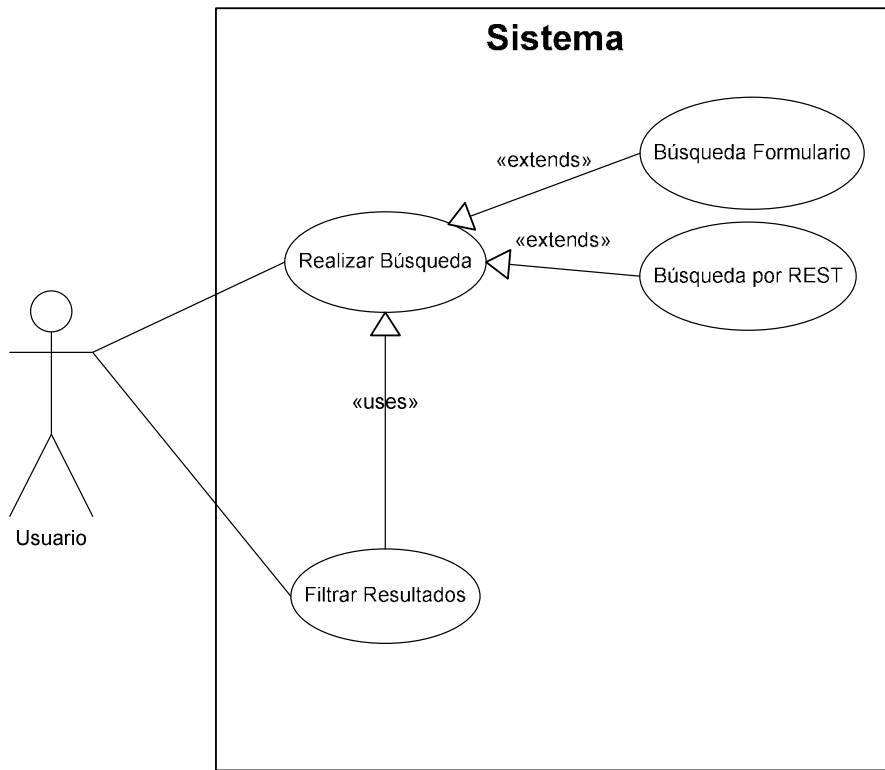 Sistema
«extends»
Búsqueda Formulario
«extends»
Realizar Búsqueda
Búsqueda por REST
«uses»
Usuario
Filtrar Resultados